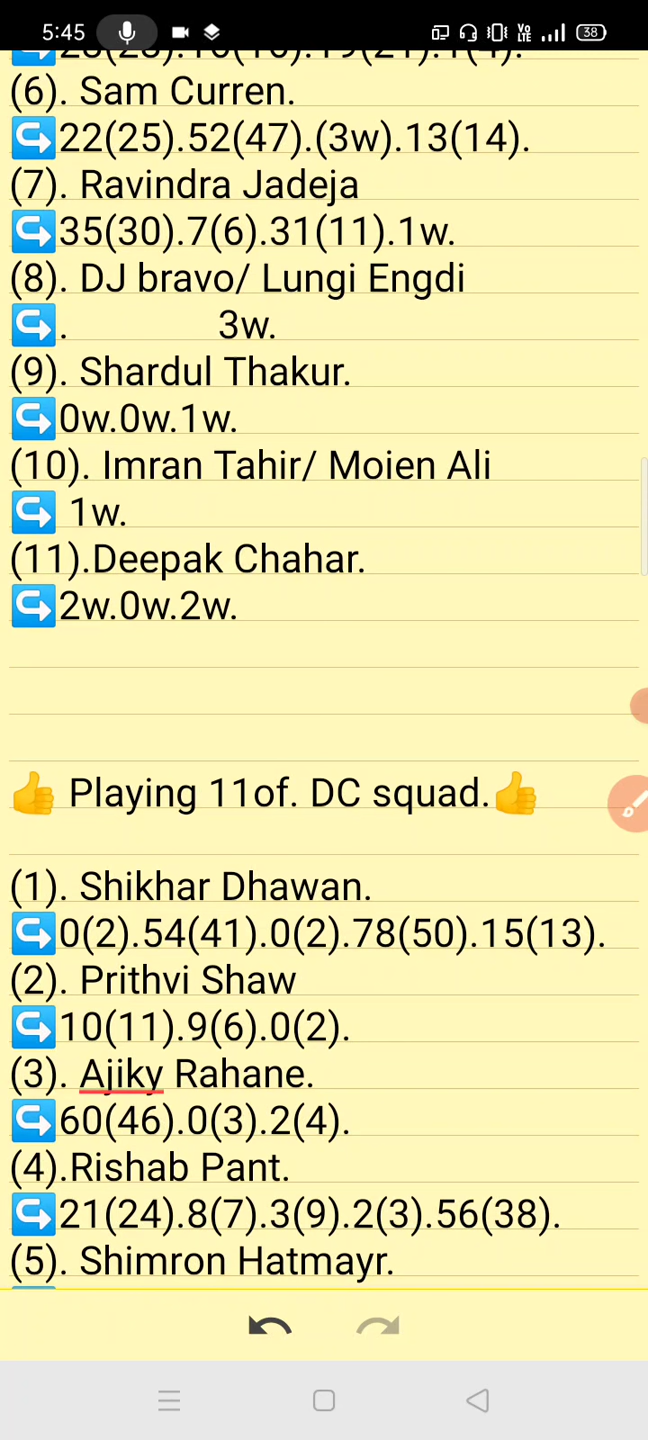 5:45 Vo LTE 38
(6). Sam Curren.
↪22(25).52(47).(3w).13(14).
(7). Ravindra Jadeja
↪35(30).7(6).31(11).1w.
(8). DJ bravo/ Lungi Engdi
↪. 3w.
(9). Shardul Thakur.
↪0w.0w.1w.
(10). Imran Tahir/ Moien Ali
↪ 1w.
(11).Deepak Chahar.
↪2w.0w.2w.
👍 Playing 11of. DC squad.👍
(1). Shikhar Dhawan.
↪0(2).54(41).0(2).78(50).15(13).
(2). Prithvi Shaw
↪10(11).9(6).0(2).
(3). Ajiky Rahane.
↪60(46).0(3).2(4).
(4).Rishab Pant.
↪21(24).8(7).3(9).2(3).56(38).
(5). Shimron Hatmayr.